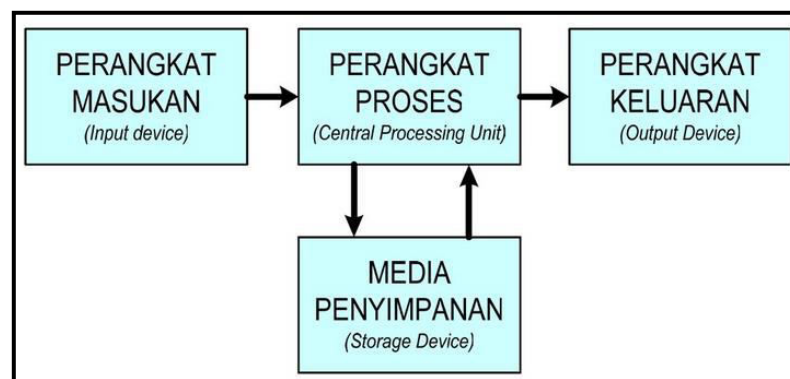 PERANGKAT
MASUKAN
(Input device)
PERANGKAT
PROSES
(Central Processing Unit)
PERANGKAT
KELUARAN
(Output Device)
MEDIA
PENYIMPANAN
(Storage Device)